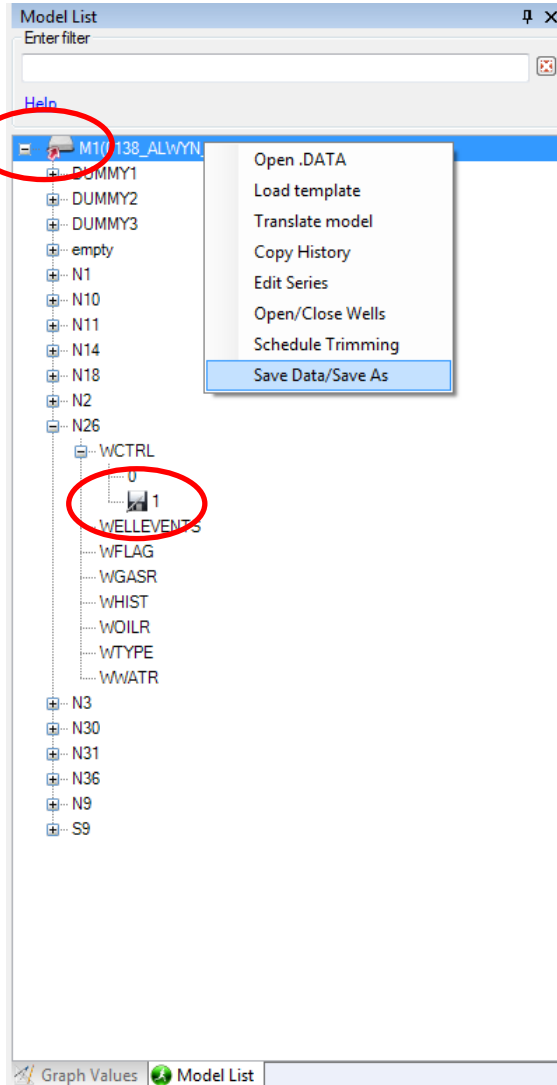 Model List
Enter filter
Help
M1(0138_ALWYN_
DUMMY1
DUMMY2
DUMMY3
empty
N1
N10
N11
N14
N18
N2
N26
WCTRL
0
1
WELLEVENTS
WFLAG
WGASR
WHIST
WOILR
WTYPE
WWATR
N3
N30
N31
N36
N9
S9
Open .DATA
Load template
Translate model
Copy History
Edit Series
Open/Close Wells
Schedule Trimming
Save Data/Save As
Graph Values Model List